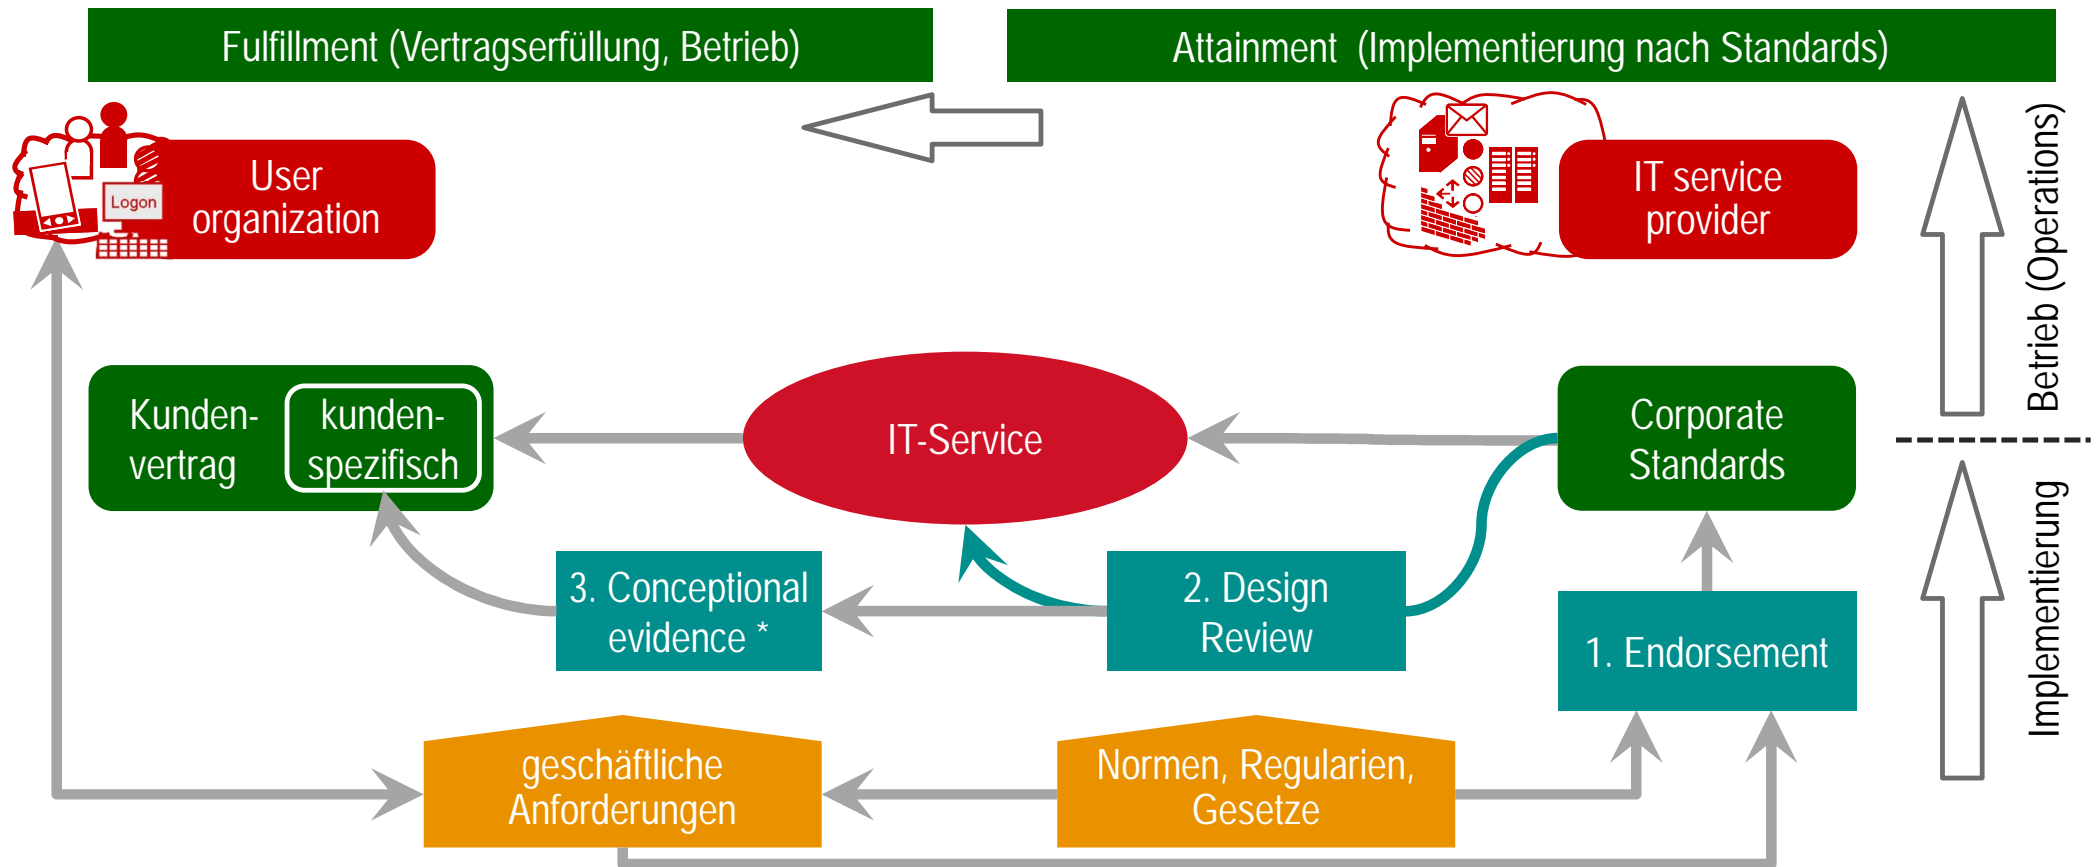 Fulfillment (Vertragserfüllung, Betrieb)
Attainment (Implementierung nach Standards)
User
organization
Logon
IT service
provider
Betrieb (Operations)
Kunden-
vertrag
kunden-
spezifisch
IT-Service
Corporate
Standards
3. Conceptional
evidence *
2. Design
Review
1. Endorsement
Implementierung
geschäftliche
Anforderungen
Normen, Regularien,
Gesetze